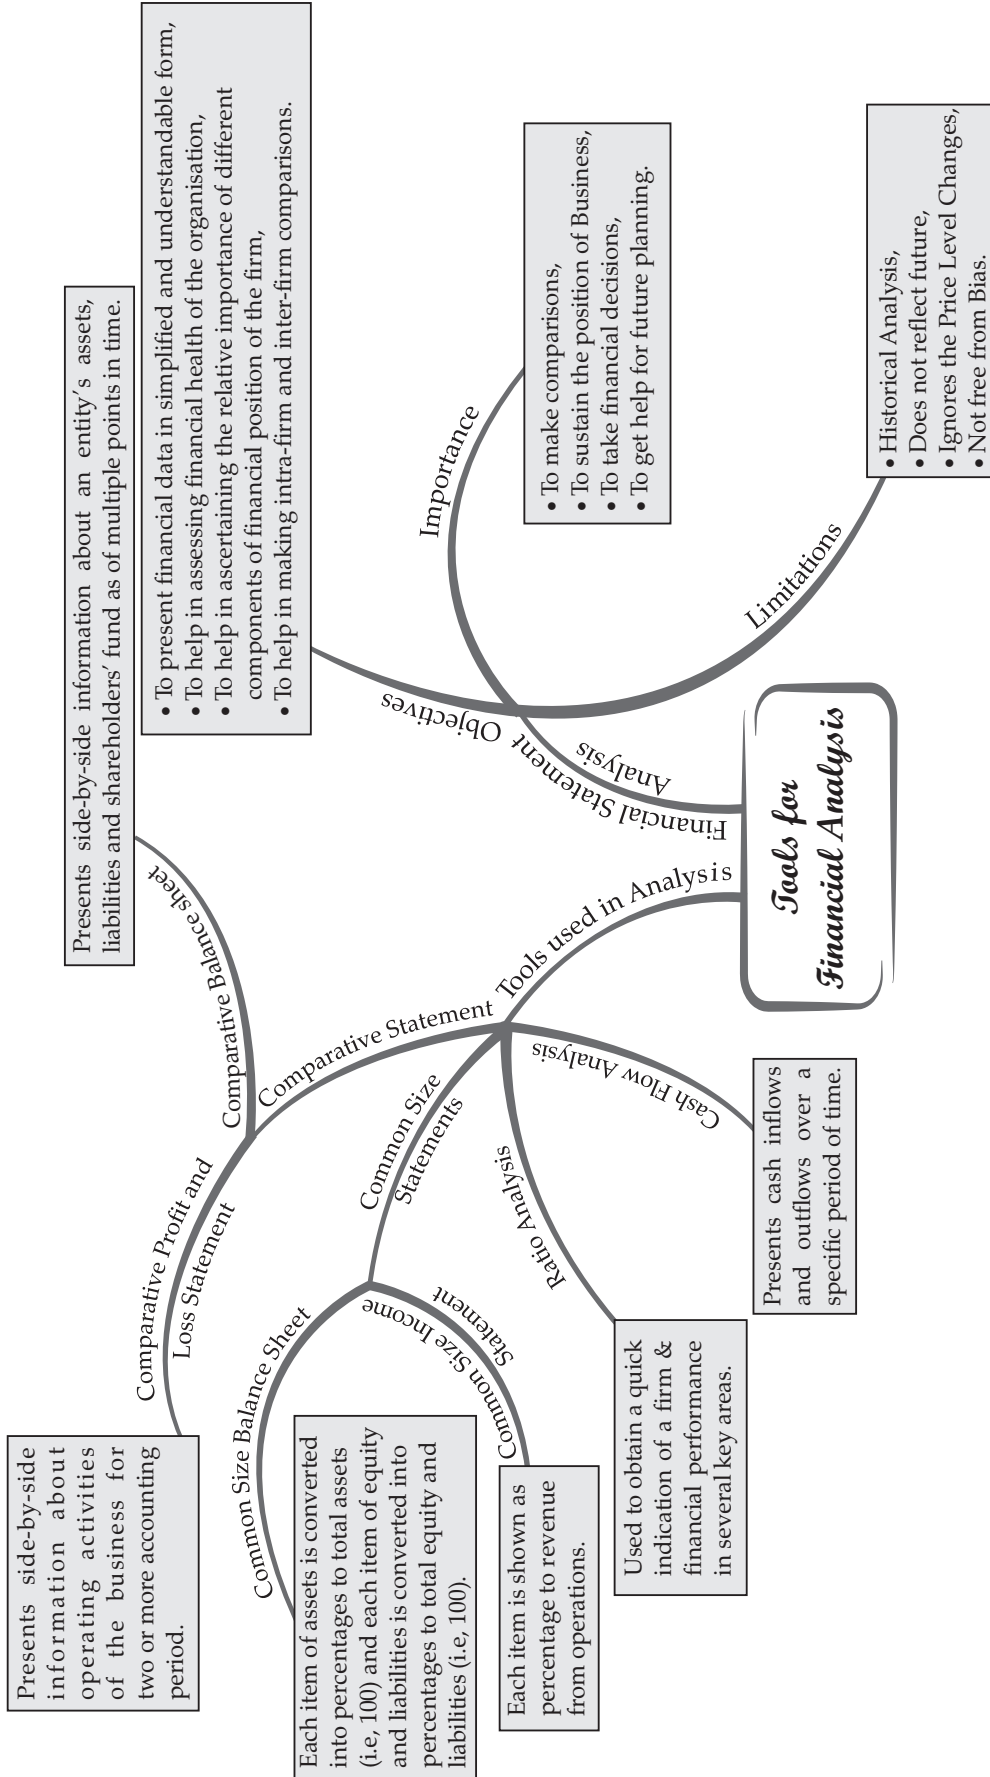 Tools for
Financial Analysis
Financial Statement
Analysis
Objectives
• To present financial data in simplified and understandable form,
• To help in assessing financial health of the organisation,
• To help in ascertaining the relative importance of different
components of financial position of the firm,
• To help in making intra-firm and inter-firm comparisons.
Importance
• To make comparisons,
• To sustain the position of Business,
• To take financial decisions,
• To get help for future planning.
Limitations
• Historical Analysis,
• Does not reflect future,
• Ignores the Price Level Changes,
• Not free from Bias.
Tools used in Analysis
Comparative Statement
Comparative Balance sheet
Presents side-by-side information about an entity's assets,
liabilities and shareholders' fund as of multiple points in time.
Comparative Profit and
Loss Statement
Presents side-by-side
information about
operating activities
of the business for
two or more accounting
period.
Common Size
Statements
Common Size Balance Sheet
Each item of assets is converted
into percentages to total assets
(i.e, 100) and each item of equity
and liabilities is converted into
percentages to total equity and
liabilities (i.e, 100).
Common Size Income
Statement
Each item is shown as
percentage to revenue
from operations.
Ratio Analysis
Used to obtain a quick
indication of a firm &
financial performance
in several key areas.
Cash Flow Analysis
Presents cash inflows
and outflows over a
specific period of time.